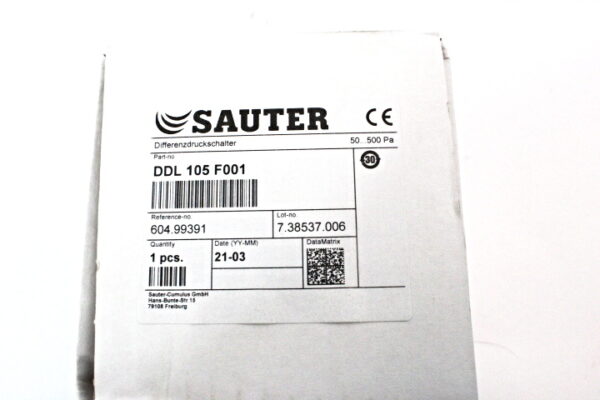 SAUTER CE
Differenzdruckschalter 50...500 Pa
Part-no
DDL 105 F001
30
Reference-no. Lot-no.
604.99391 7.38537.006
Quantity Date (YY-MM) DataMatrix
1 pcs. 21-03
Sauter-Cumulus GmbH
Hans-Bunte-Str 15
79108 Freiburg